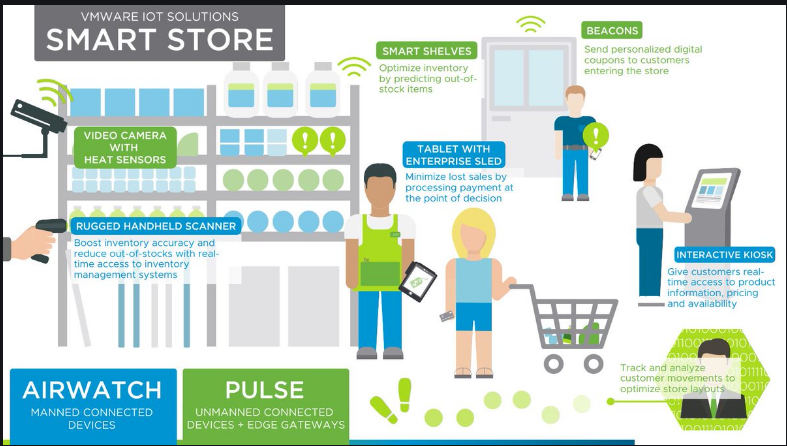 VMWARE IOT SOLUTIONS
SMART STORE
BEACONS
Send personalized digital
coupons to customers
entering the store
SMART SHELVES
Optimize inventory
by predicting out-of-
stock items
VIDEO CAMERA
WITH
HEAT SENSORS
TABLET WITH
ENTERPRISE SLED
Minimize lost sales by
processing payment at
the point of decision
RUGGED HANDHELD SCANNER
Boost inventory accuracy and
reduce out-of-stocks with real-
time access to inventory
management systems
INTERACTIVE KIOSK
Give customers real-
time access to product
information, pricing
and availability
Track and analyze
customer movements to
optimize store layouts
AIRWATCH
MANNED CONNECTED
DEVICES
PULSE
UNMANNED CONNECTED
DEVICES + EDGE GATEWAYS